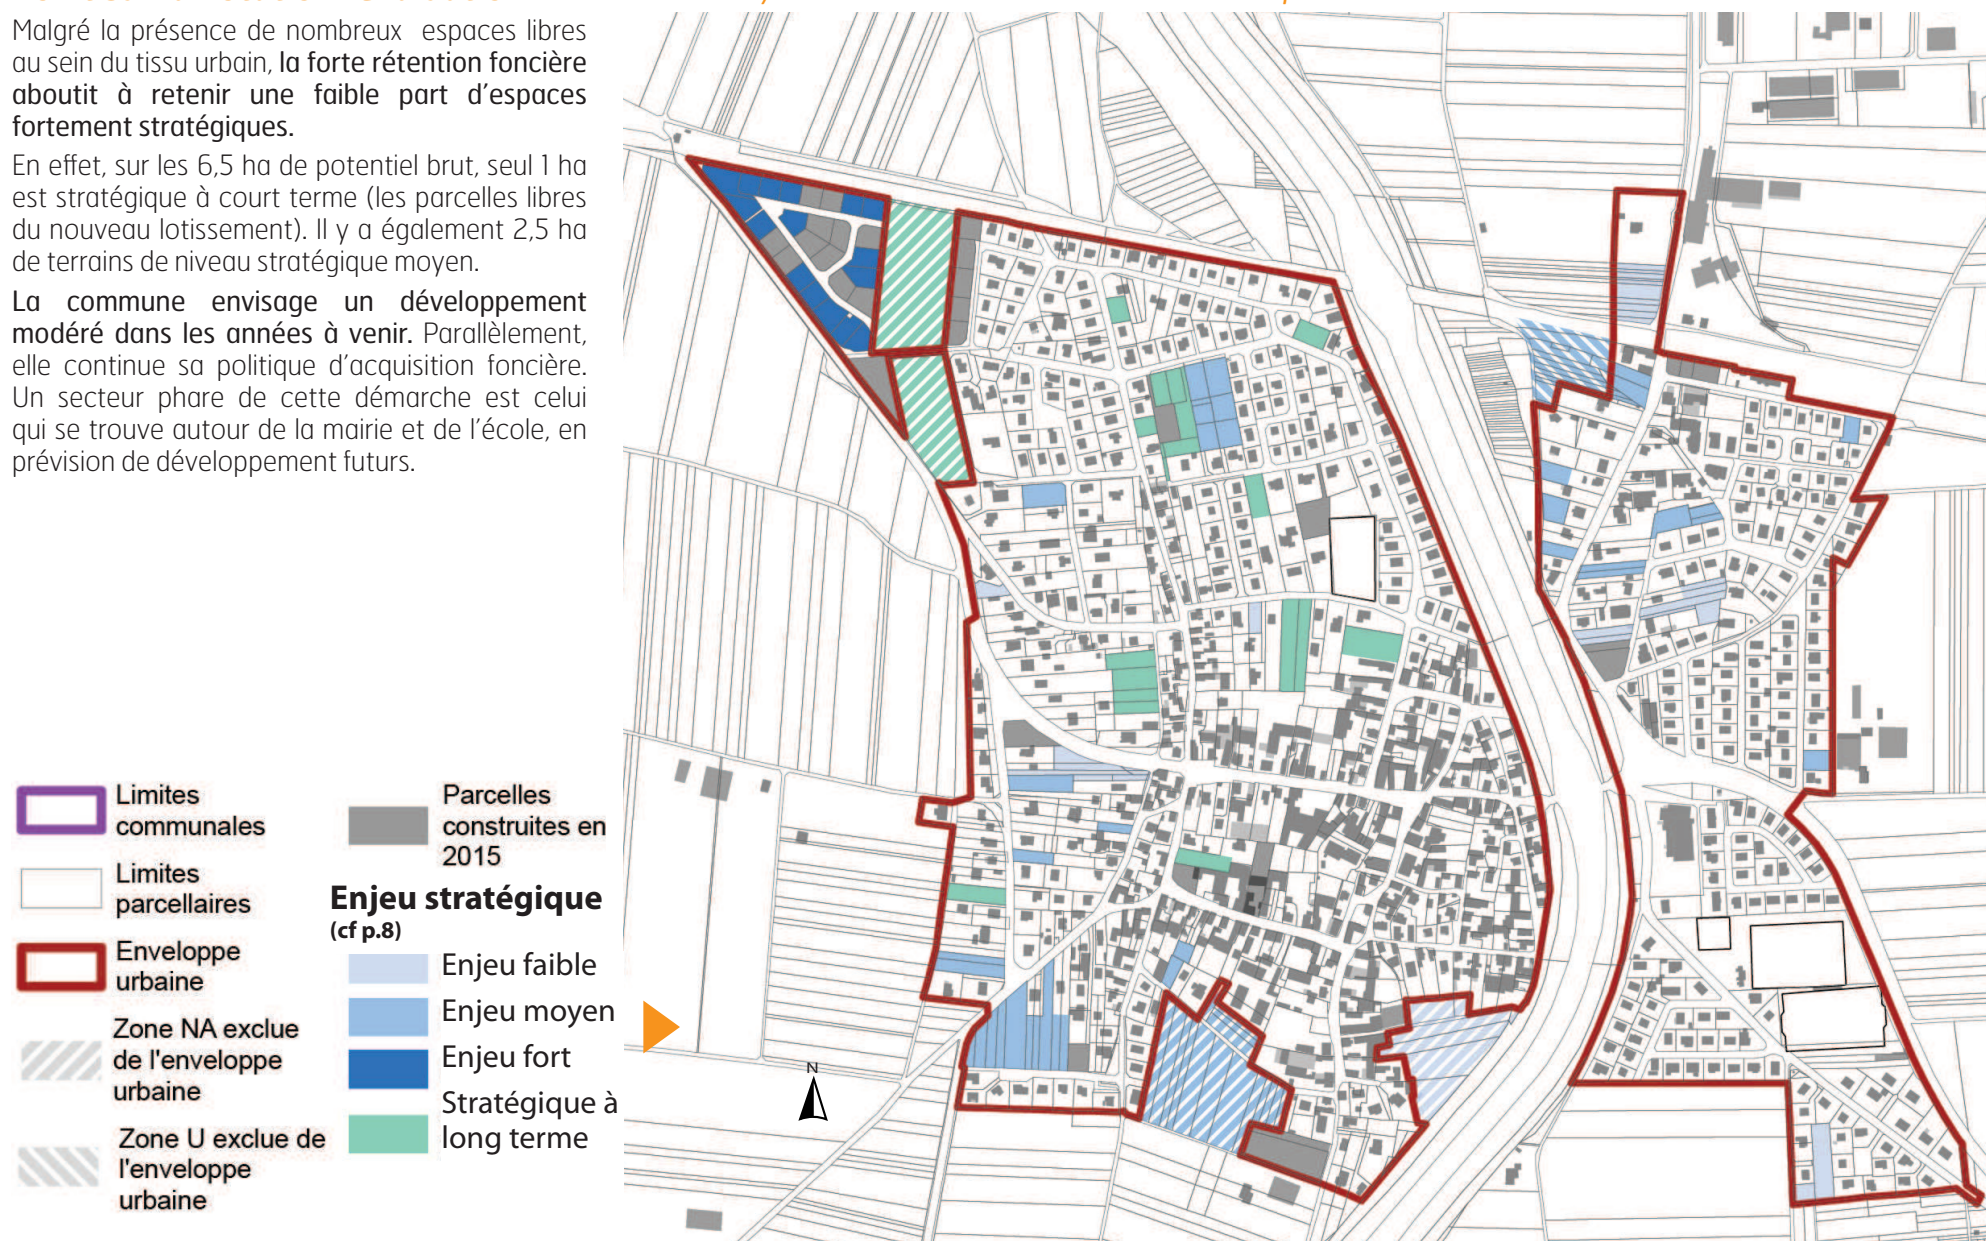 Malgré la présence de nombreux espaces libres
au sein du tissu urbain, la forte rétention foncière
aboutit à retenir une faible part d'espaces
fortement stratégiques.
En effet, sur les 6,5 ha de potentiel brut, seul 1 ha
est stratégique à court terme (les parcelles libres
du nouveau lotissement). Il y a également 2,5 ha
de terrains de niveau stratégique moyen.
La commune envisage un développement
modéré dans les années à venir. Parallèlement,
elle continue sa politique d'acquisition foncière.
Un secteur phare de cette démarche est celui
qui se trouve autour de la mairie et de l'école, en
prévision de développement futurs.
Limites
communales
Limites
parcellaires
Enveloppe
urbaine
Zone NA exclue
de l'enveloppe
urbaine
Zone U exclue de
l'enveloppe
urbaine
Parcelles
construites en
2015
Enjeu stratégique
(cf p.8)
Enjeu faible
Enjeu moyen
Enjeu fort
Stratégique à
long terme
N